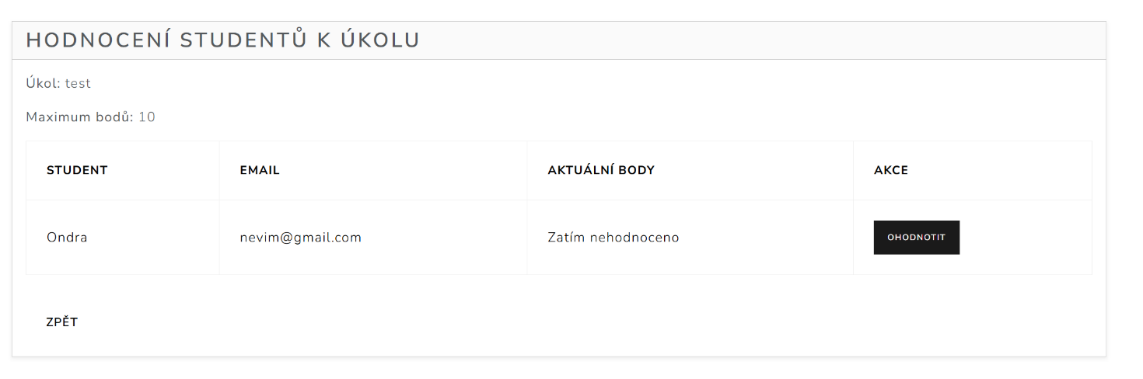 HODNOCENÍ STUDENTŮ K ÚKOLU
Úkol: test
Maximum bodů: 10
STUDENT EMAIL AKTUÁLNÍ BODY AKCE
Ondra nevim@gmail.com Zatím nehodnoceno OHODNOTIT
ZPĚT